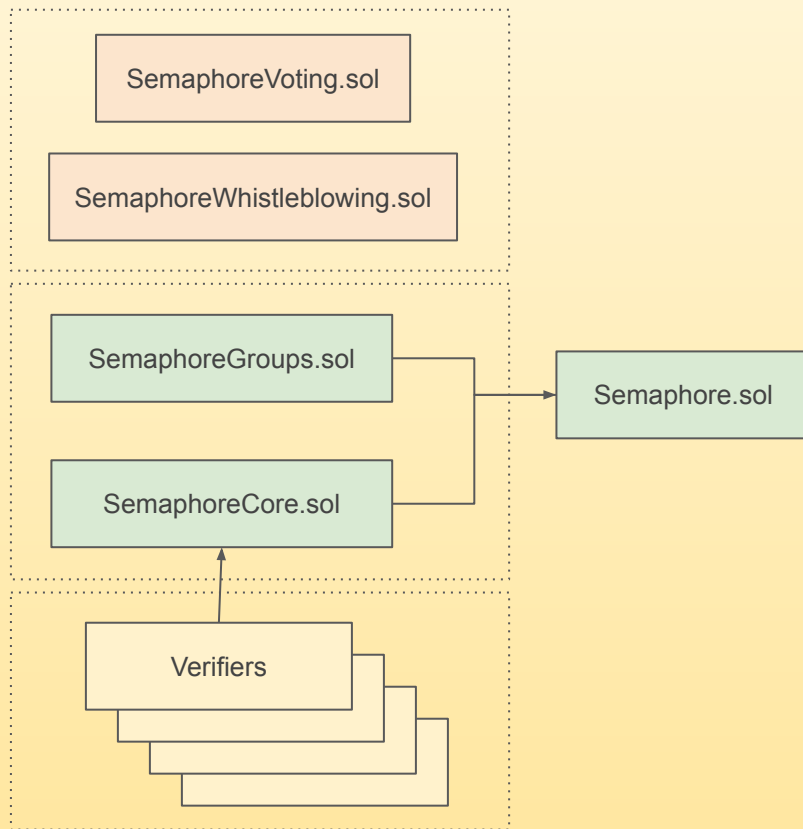 SemaphoreVoting.sol
SemaphoreWhistleblowing.sol
SemaphoreGroups.sol
Semaphore.sol
SemaphoreCore.sol
Verifiers